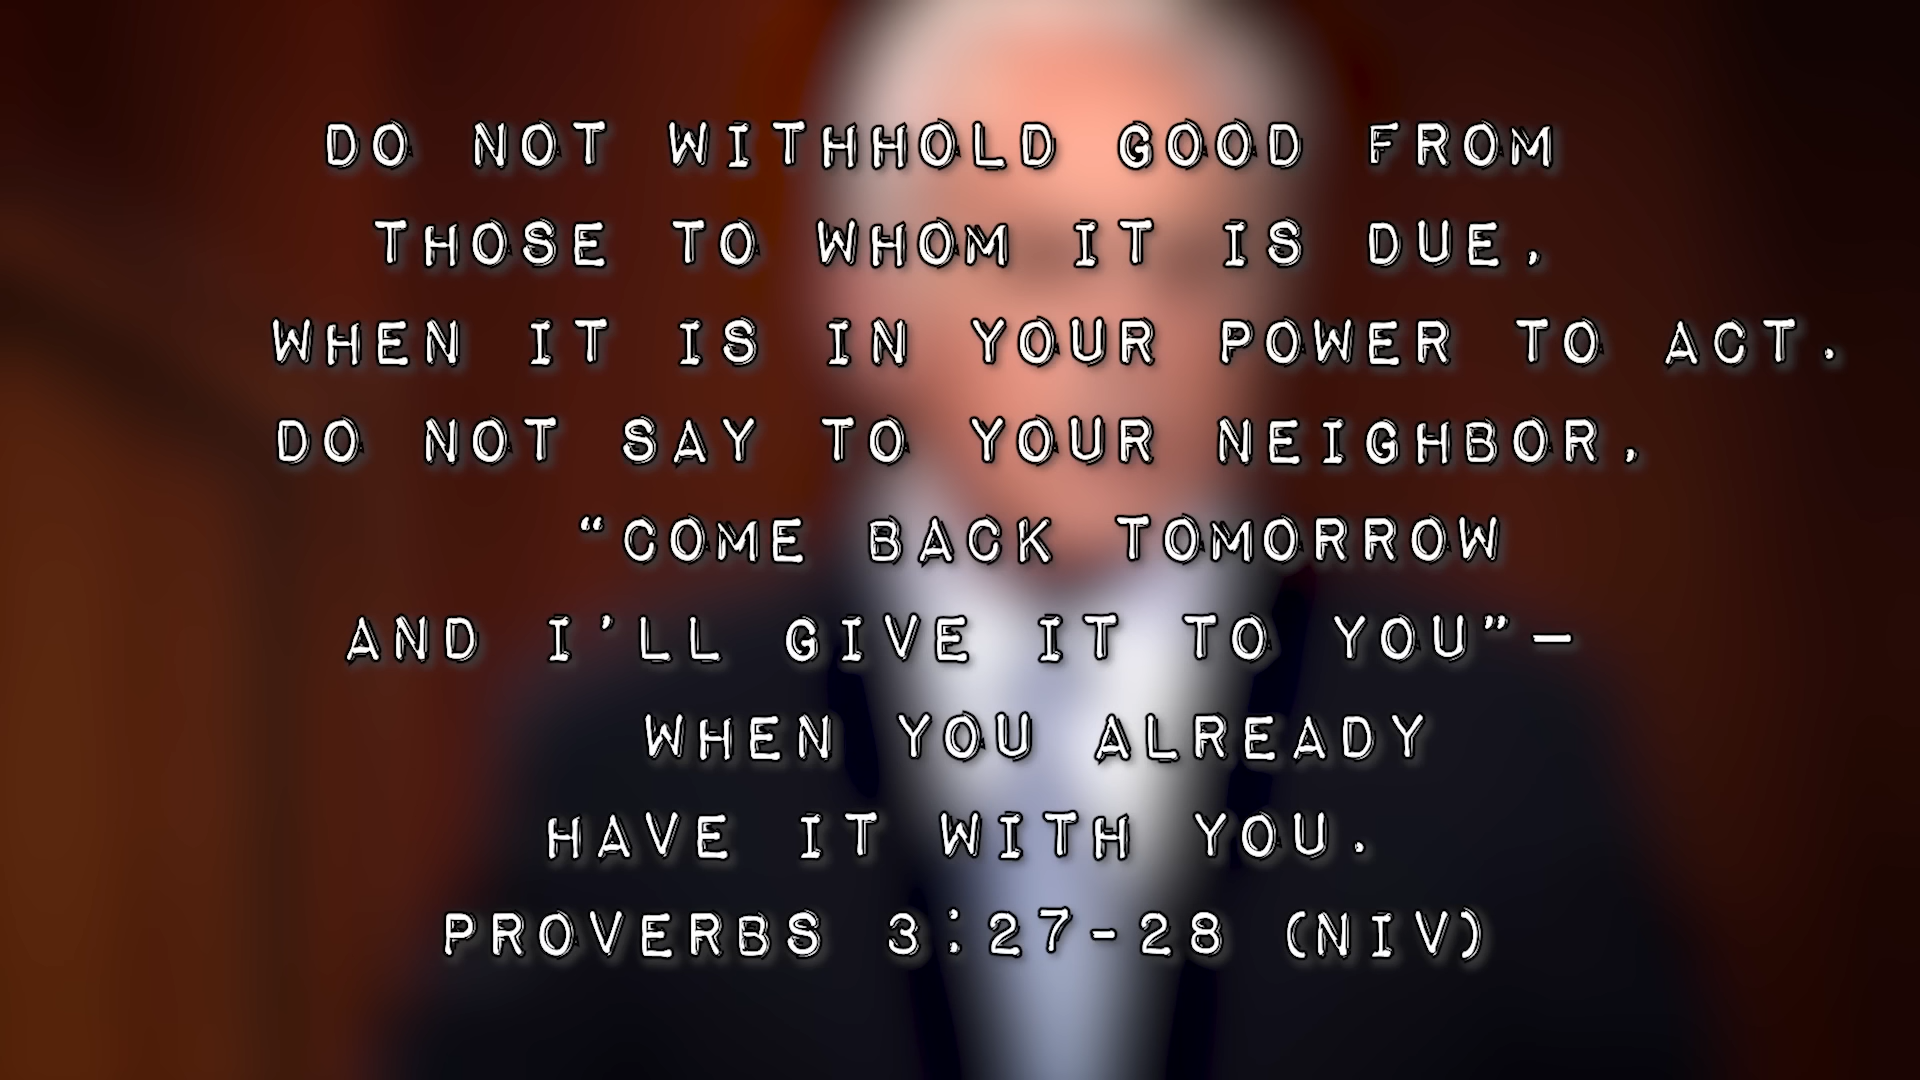 DO NOT WITHHOLD GOOD FROM
THOSE TO WHOM IT IS DUE,
WHEN IT IS IN YOUR POWER TO ACT.
DO NOT SAY TO YOUR NEIGHBOR,
“COME BACK TOMORROW
AND I’LL GIVE IT TO YOU”—
WHEN YOU ALREADY
HAVE IT WITH YOU.
PROVERBS 3:27-28 (NIV)